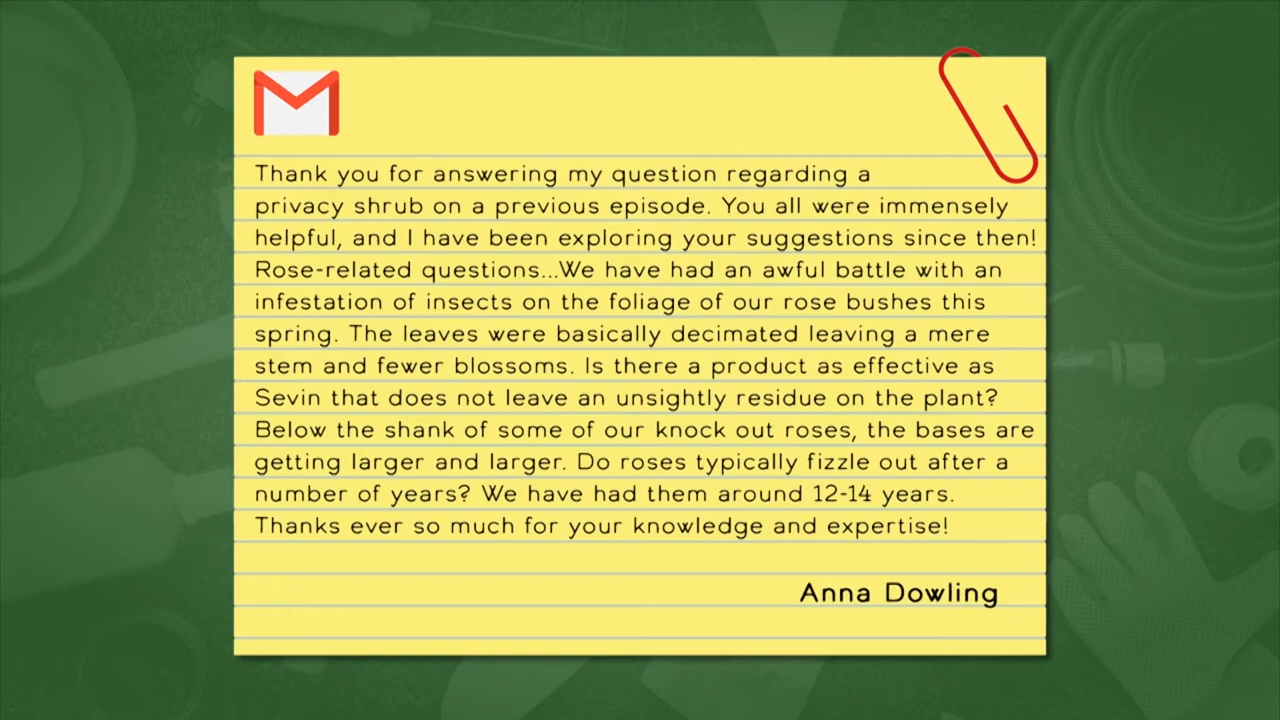 Thank you for answering my question regarding a
privacy shrub on a previous episode. You all were immensely
helpful, and I have been exploring your suggestions since then!
Rose-related questions...We have had an awful battle with an
infestation of insects on the foliage of our rose bushes this
spring. The leaves were basically decimated leaving a mere
stem and fewer blossoms. Is there a product as effective as
Sevin that does not leave an unsightly residue on the plant?
Below the shank of some of our knock out roses, the bases are
getting larger and larger. Do roses typically fizzle out after a
number of years? We have had them around 12-14 years.
Thanks ever so much for your knowledge and expertise!
Anna Dowling